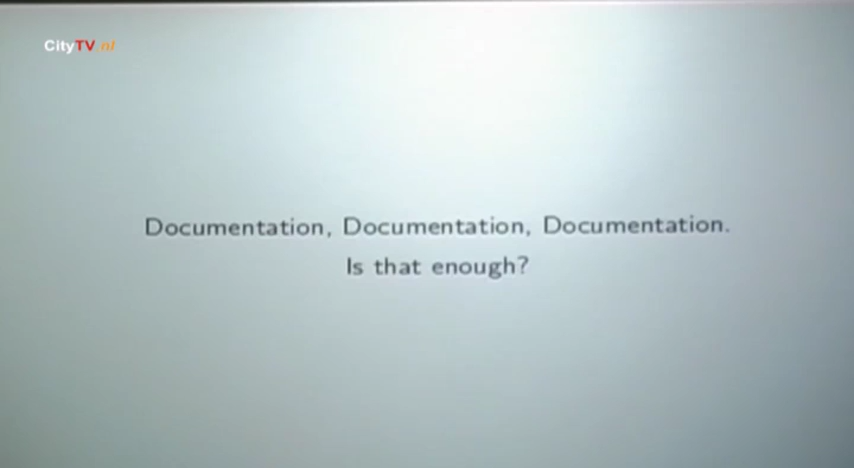 CityTV.nl
Documentation, Documentation, Documentation.
Is that enough?